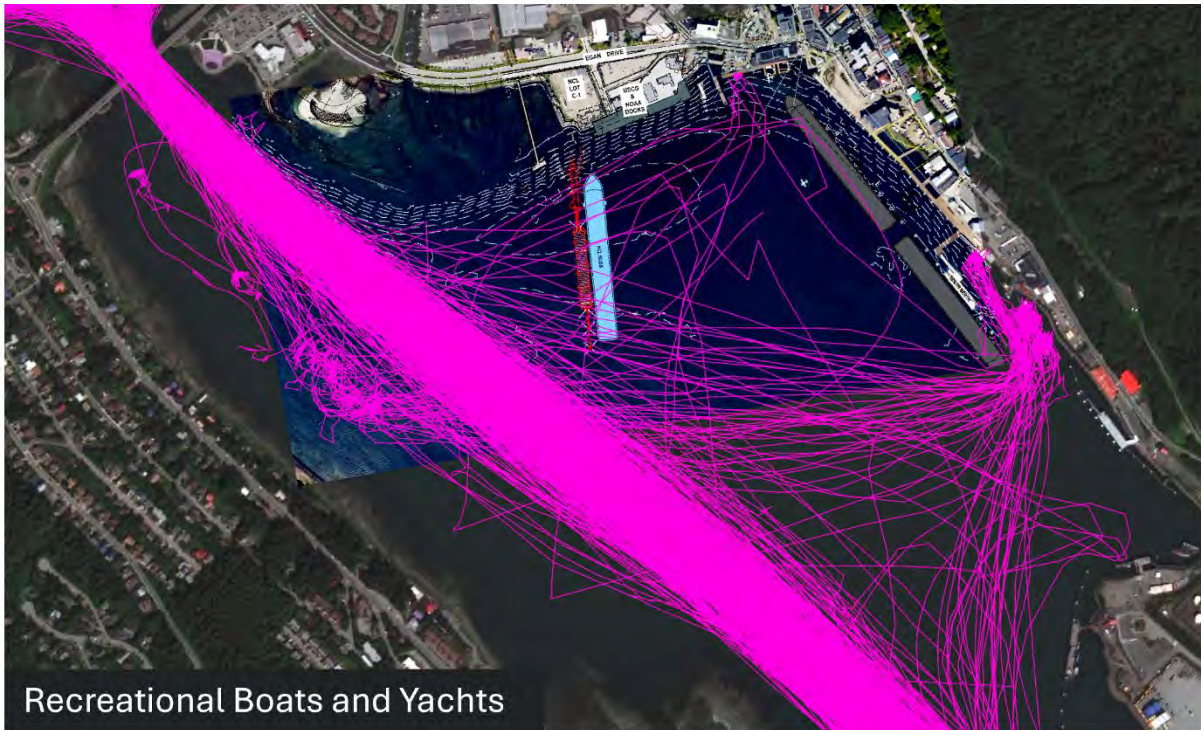 EGAN DRIVE
NCL
LOT
C-1
USCG
&
NOAA
DOCKS
Recreational Boats and Yachts